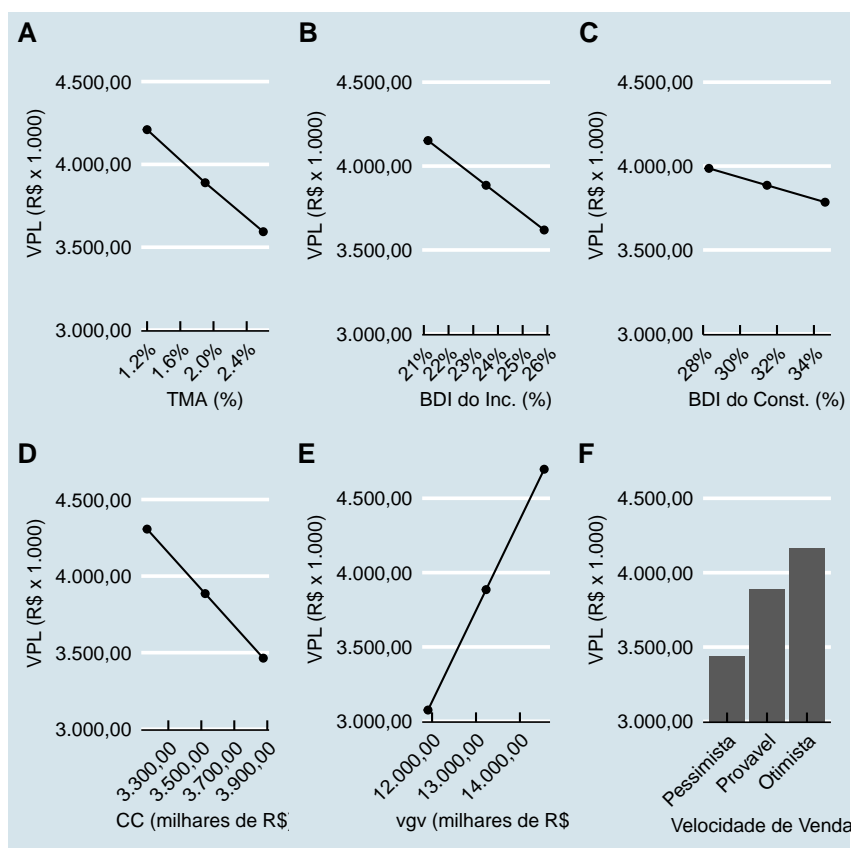 A
VPL (R$ x 1.000)
4.500,00
4.000,00
3.500,00
3.000,00
1.2%
1.6%
2.0%
2.4%
TMA (%)
B
VPL (R$ x 1.000)
4.500,00
4.000,00
3.500,00
3.000,00
21%
22%
23%
24%
25%
26%
BDI do Inc. (%)
C
VPL (R$ x 1.000)
4.500,00
4.000,00
3.500,00
3.000,00
28%
30%
32%
34%
BDI do Const. (%)
D
VPL (R$ x 1.000)
4.500,00
4.000,00
3.500,00
3.000,00
3.300,00
3.500,00
3.700,00
3.900,00
CC (milhares de R$)
E
VPL (R$ x 1.000)
4.500,00
4.000,00
3.500,00
3.000,00
12.000,00
13.000,00
14.000,00
vgv (milhares de R$
F
VPL (R$ x 1.000)
4.500,00
4.000,00
3.500,00
3.000,00
Pessimista
Provavel
Otimista
Velocidade de Venda